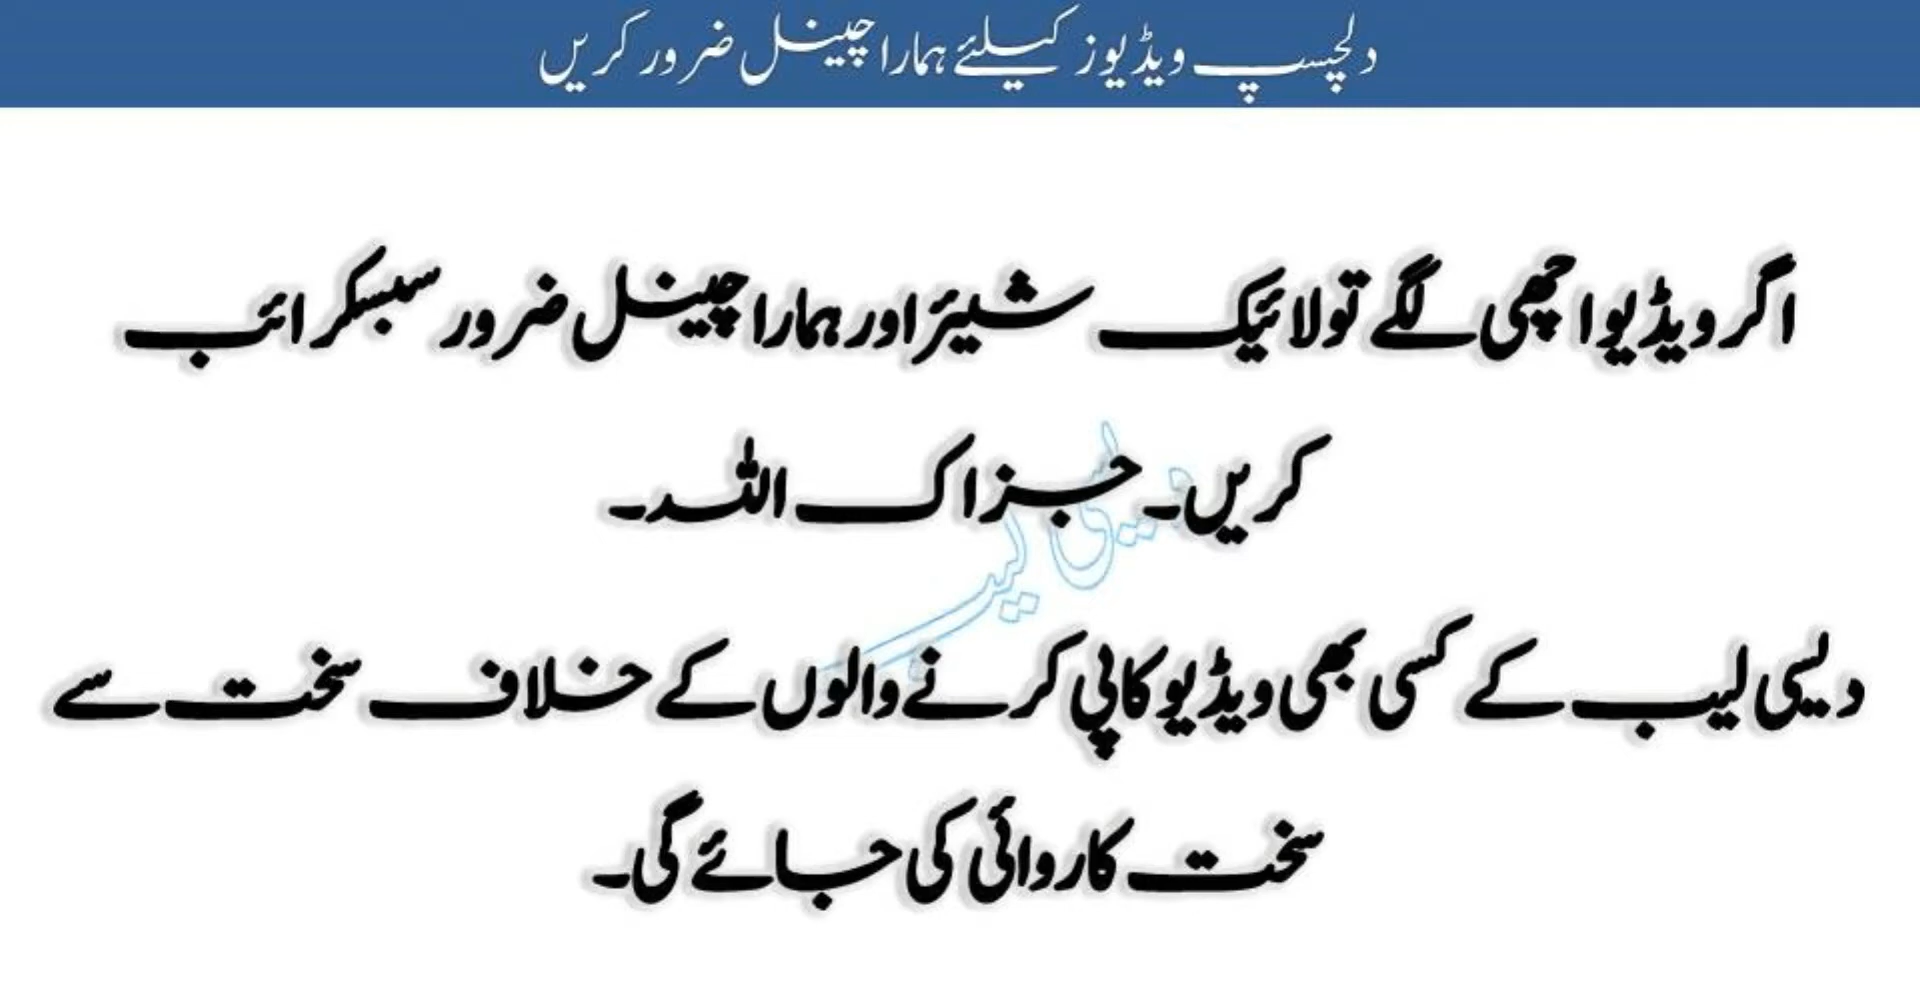 دلچسپ ویڈیوز کیلئے ہمارا چینل ضرور کریں
اگر ویڈیو اچھی لگے تو لائیک شیئر اور ہمارا چینل ضرور سبسکرائب
کریں۔ جزاک اللہ۔
دیسی لیب
دیسی لیب کے کسی بھی ویڈیو کاپی کرنے والوں کے خلاف سخت سے
سخت کاروائی کی جائے گی۔